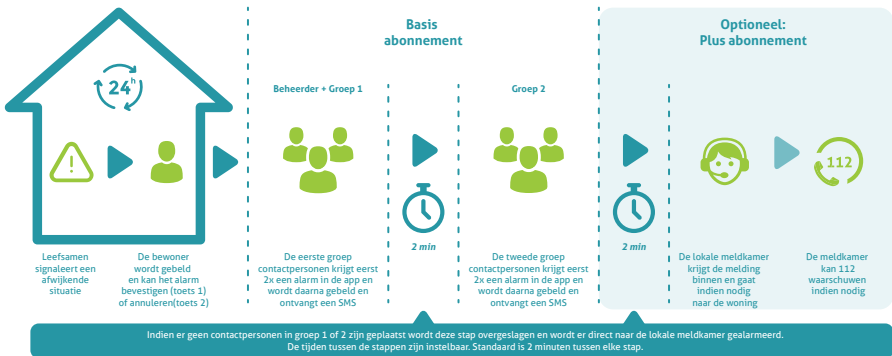 Basis
abonnement
Optioneel:
Plus abonnement
24h
Beheerder + Groep 1
Groep 2
112
2 min
2 min
Leefsamen
signaleert een
afwijkende
situatie
De bewoner
wordt gebeld
en kan het alarm
bevestigen (toets 1)
of annuleren(toets 2)
De eerste groep
contactpersonen krijgt eerst
2x een alarm in de app en
wordt daarna gebeld en
ontvangt een SMS
De tweede groep
contactpersonen krijgt eerst
2x een alarm in de app en
wordt daarna gebeld en
ontvangt een SMS
De lokale meldkamer
krijgt de melding
binnen en gaat
indien nodig
naar de woning
De meldkamer
kan 112
waarschuwen
indien nodig
Indien er geen contactpersonen in groep 1 of 2 zijn geplaatst wordt deze stap overgeslagen en wordt er direct naar de lokale meldkamer gealarmeerd.
De tijden tussen de stappen zijn instelbaar. Standaard is 2 minuten tussen elke stap.